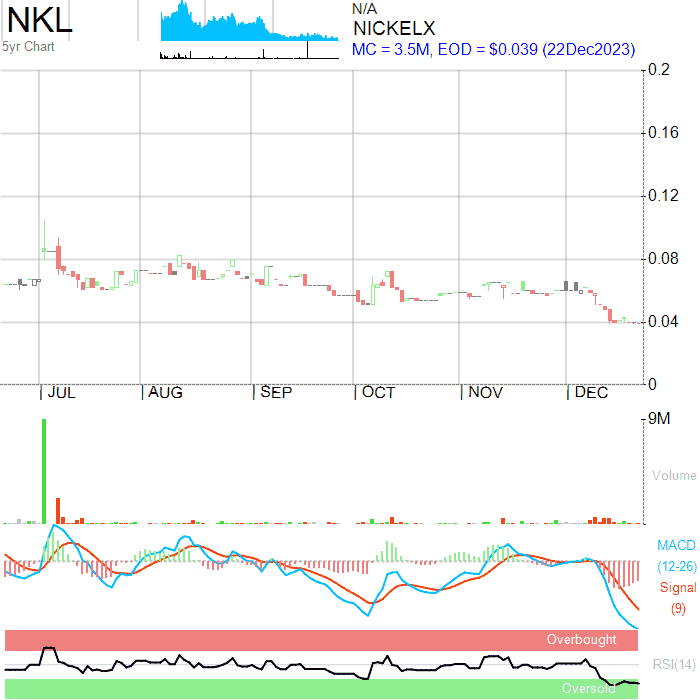 NKL
5yr Chart
N/A
NICKELX
MC = 3.5M, EOD = $0.039 (22Dec2023)
0.2
0.16
0.12
0.08
0.04
0
JUL AUG SEP OCT NOV DEC
9M
Volume
MACD
(12-26)
Signal
(9)
Overbought
RSI(14)
Oversold